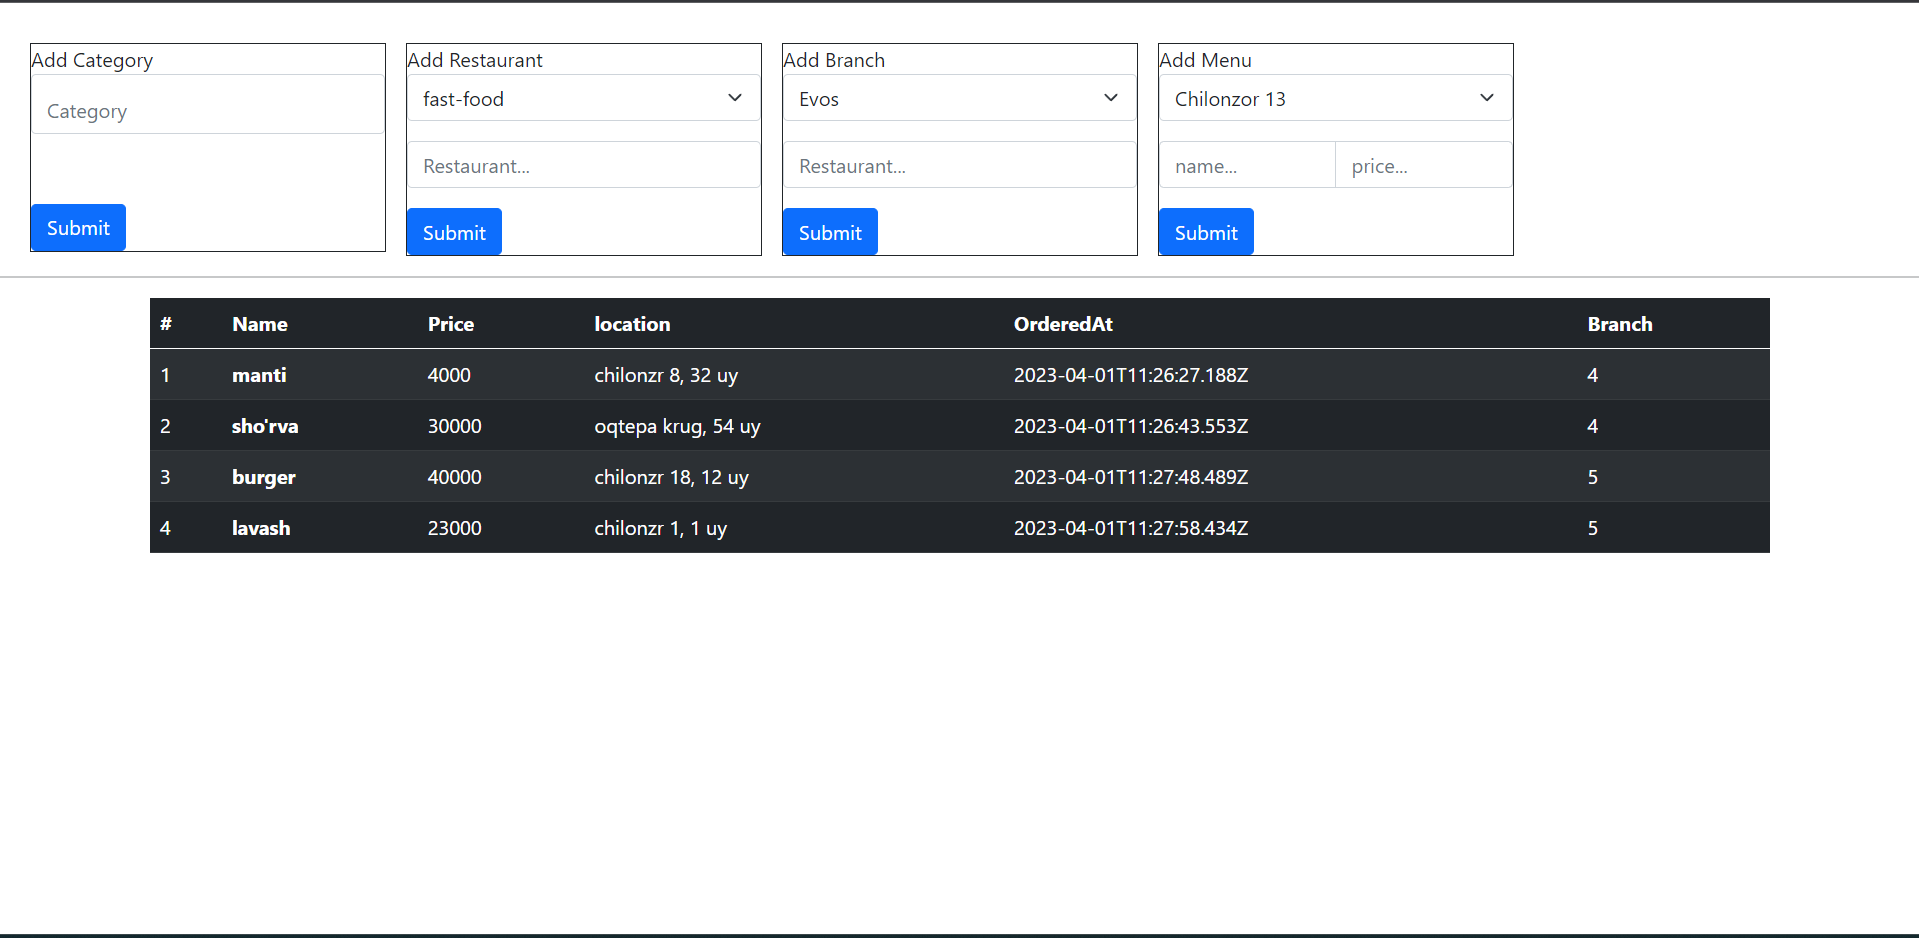 Add Category
Category
Submit
Add Restaurant
fast-food
Restaurant...
Submit
Add Branch
Evos
Restaurant...
Submit
Add Menu
Chilonzor 13
name... price...
Submit
# Name Price location OrderedAt Branch
1 manti 4000 chilonzr 8, 32 uy 2023-04-01T11:26:27.188Z 4
2 sho'rva 30000 oqtepa krug, 54 uy 2023-04-01T11:26:43.553Z 4
3 burger 40000 chilonzr 18, 12 uy 2023-04-01T11:27:48.489Z 5
4 lavash 23000 chilonzr 1, 1 uy 2023-04-01T11:27:58.434Z 5